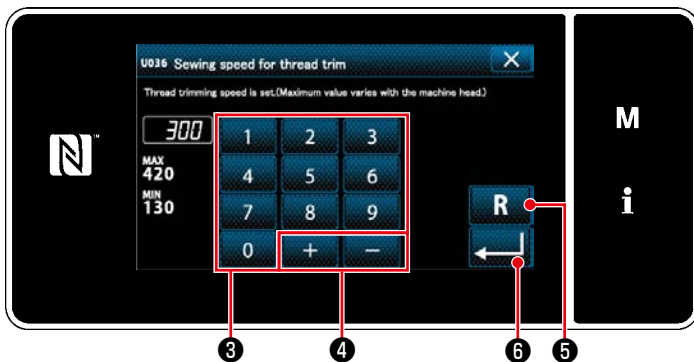 U036 Sewing speed for thread trim
Thread trimming speed is set.(Maximum value varies with the machine head.)
300
MAX
420
MIN
130
1 2 3
4 5 6
7 8 9
0 + −
R
N™
M
i
❸ ❹ ❻ ❺